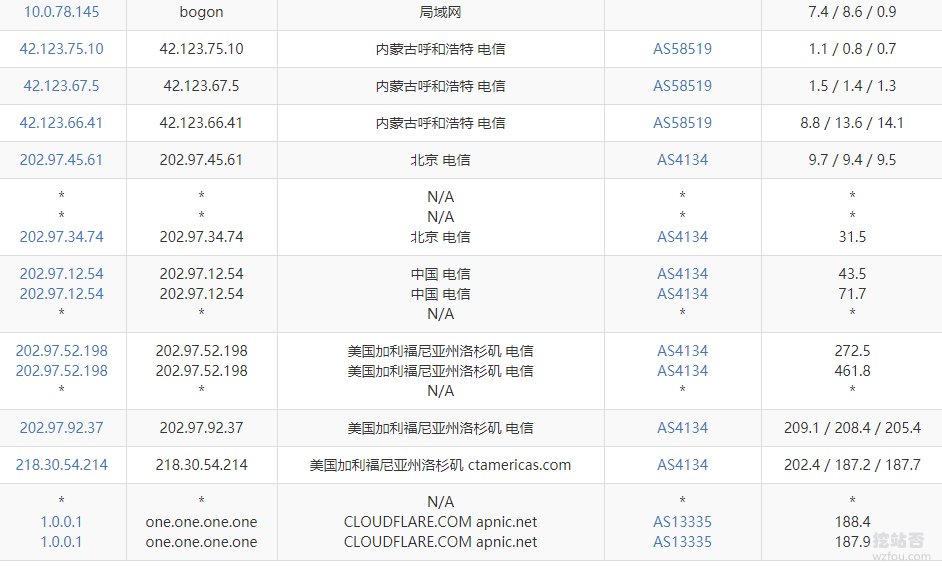 10.0.78.145 bogon 局域网 7.4 / 8.6 / 0.9
42.123.75.10 42.123.75.10 内蒙古呼和浩特 电信 AS58519 1.1 / 0.8 / 0.7
42.123.67.5 42.123.67.5 内蒙古呼和浩特 电信 AS58519 1.5 / 1.4 / 1.3
42.123.66.41 42.123.66.41 内蒙古呼和浩特 电信 AS58519 8.8 / 13.6 / 14.1
202.97.45.61 202.97.45.61 北京 电信 AS4134 9.7 / 9.4 / 9.5
* * N/A * *
* * N/A * *
202.97.34.74 202.97.34.74 北京 电信 AS4134 31.5
202.97.12.54 202.97.12.54 中国 电信 AS4134 43.5
202.97.12.54 202.97.12.54 中国 电信 AS4134 71.7
* * N/A * *
202.97.52.198 202.97.52.198 美国加利福尼亚州洛杉矶 电信 AS4134 272.5
202.97.52.198 202.97.52.198 美国加利福尼亚州洛杉矶 电信 AS4134 461.8
* * N/A * *
202.97.92.37 202.97.92.37 美国加利福尼亚州洛杉矶 电信 AS4134 209.1 / 208.4 / 205.4
218.30.54.214 218.30.54.214 美国加利福尼亚州洛杉矶 ctamericas.com AS4134 202.4 / 187.2 / 187.7
* * N/A * *
1.0.0.1 one.one.one.one CLOUDFLARE.COM apnic.net AS13335 188.4
1.0.0.1 one.one.one.one CLOUDFLARE.COM apnic.net AS13335 187.9
挖站否
wzfou.com